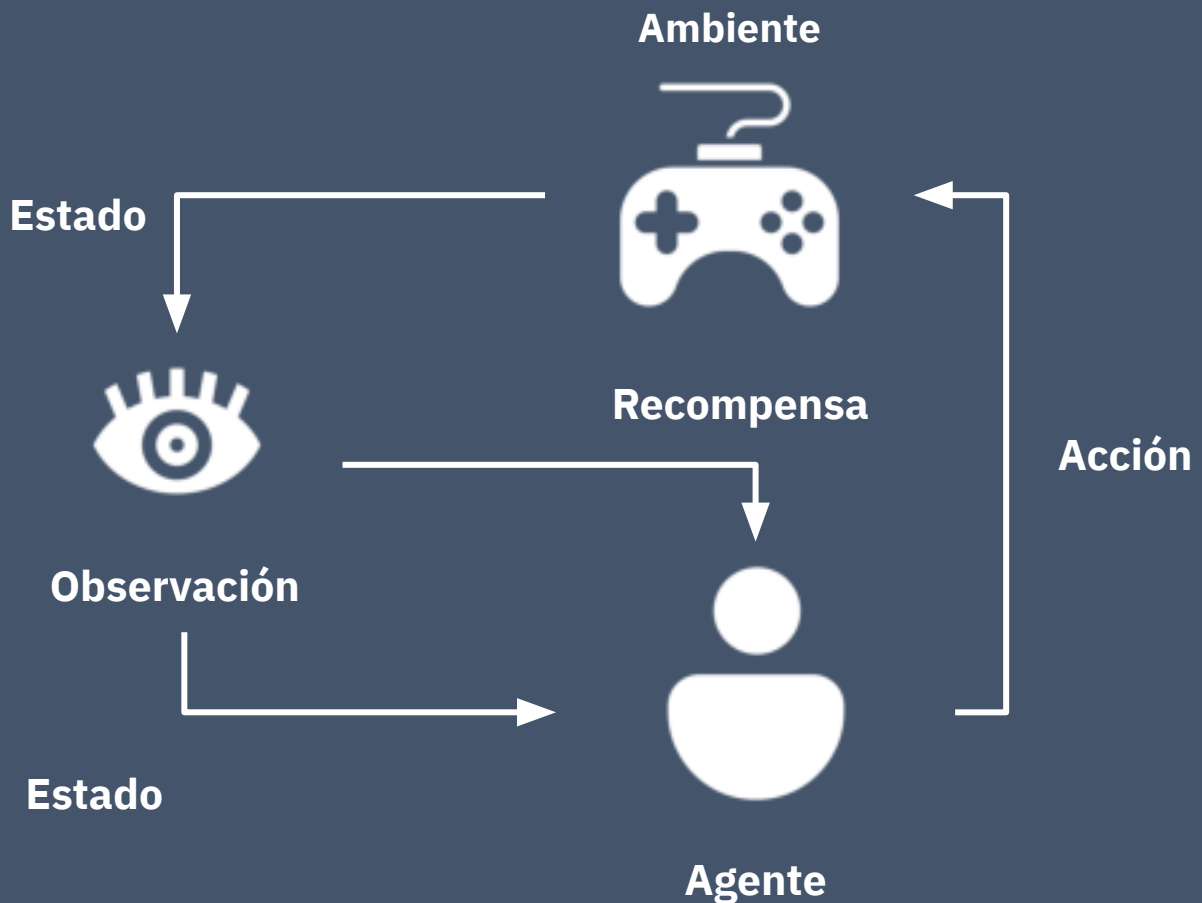 Ambiente
Estado
Recompensa
Acción
Observación
Estado
Agente